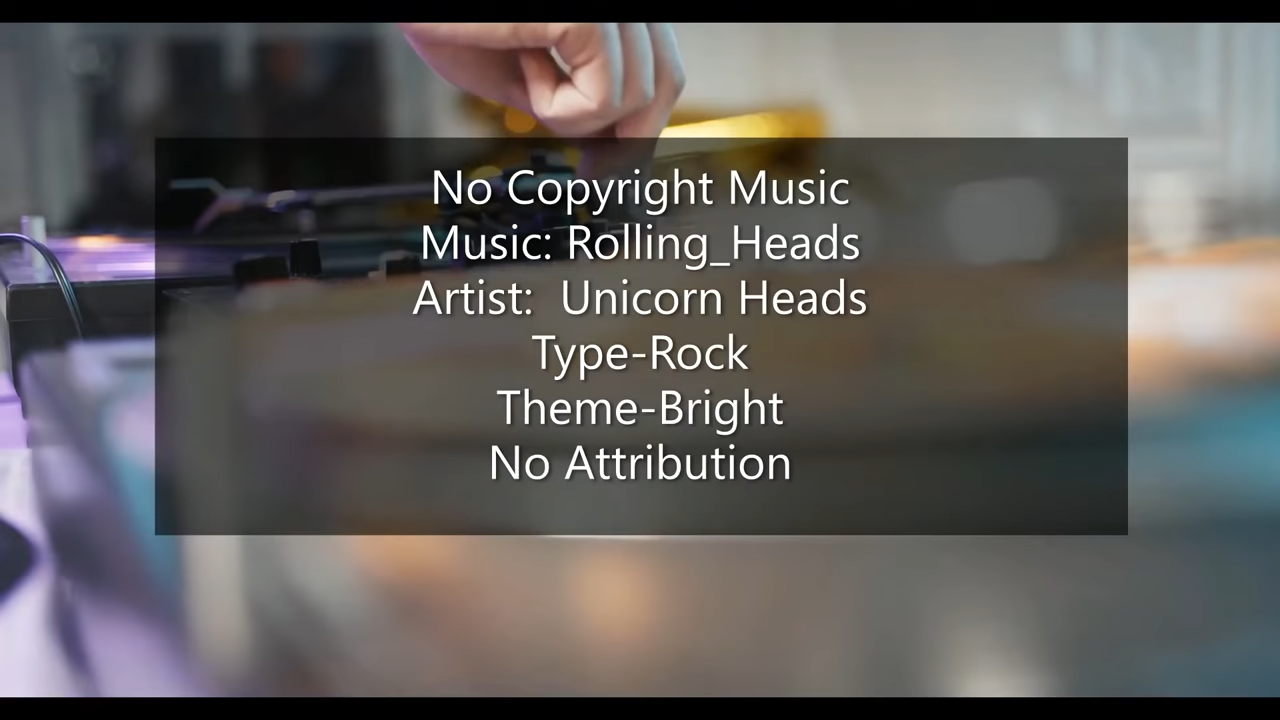 No Copyright Music
Music: Rolling_Heads
Artist:  Unicorn Heads
Type-Rock
Theme-Bright
No Attribution